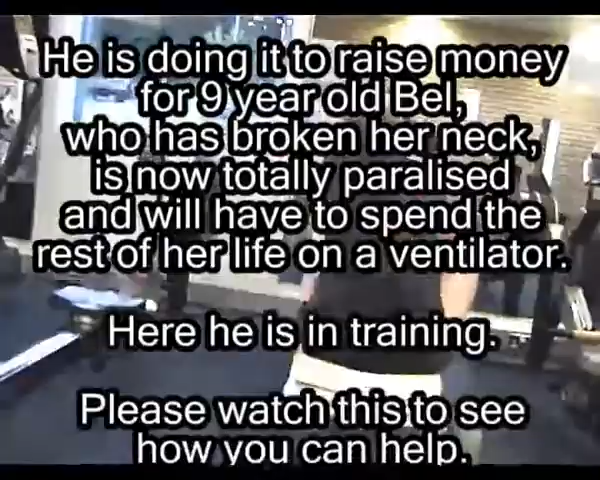 He is doing it to raise money
for 9 year old Bel,
who has broken her neck,
is now totally paralised
and will have to spend the
rest of her life on a ventilator.
Here he is in training.
Please watch this to see
how you can help.